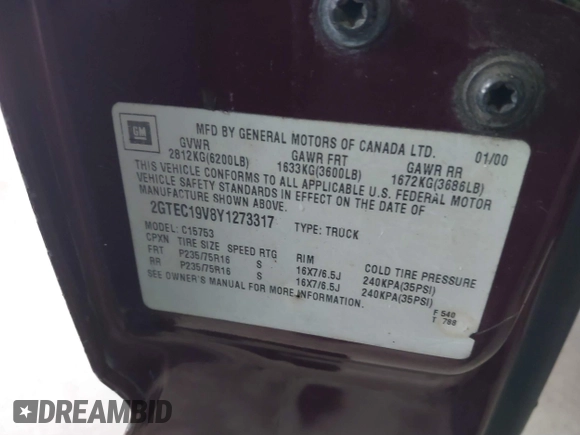 GM
MFD BY GENERAL MOTORS OF CANADA LTD. 01/00
GVWR GAWR FRT GAWR RR
2812KG(6200LB) 1633KG(3600LB) 1672KG(3686LB)
THIS VEHICLE CONFORMS TO ALL APPLICABLE U.S. FEDERAL MOTOR
VEHICLE SAFETY STANDARDS IN EFFECT ON THE DATE OF
MANUFACTURE SHOWN ABOVE.
2GTEC19V8Y1273317 TYPE: TRUCK
MODEL: C15753
CPXN TIRE SIZE SPEED RTG RIM COLD TIRE PRESSURE
FRT P235/75R16 S 16X7/6.5J 240KPA(35PSI)
RR P235/75R16 S 16X7/6.5J 240KPA(35PSI)
SEE OWNER'S MANUAL FOR MORE INFORMATION.
F 540
T 788
DREAMBID